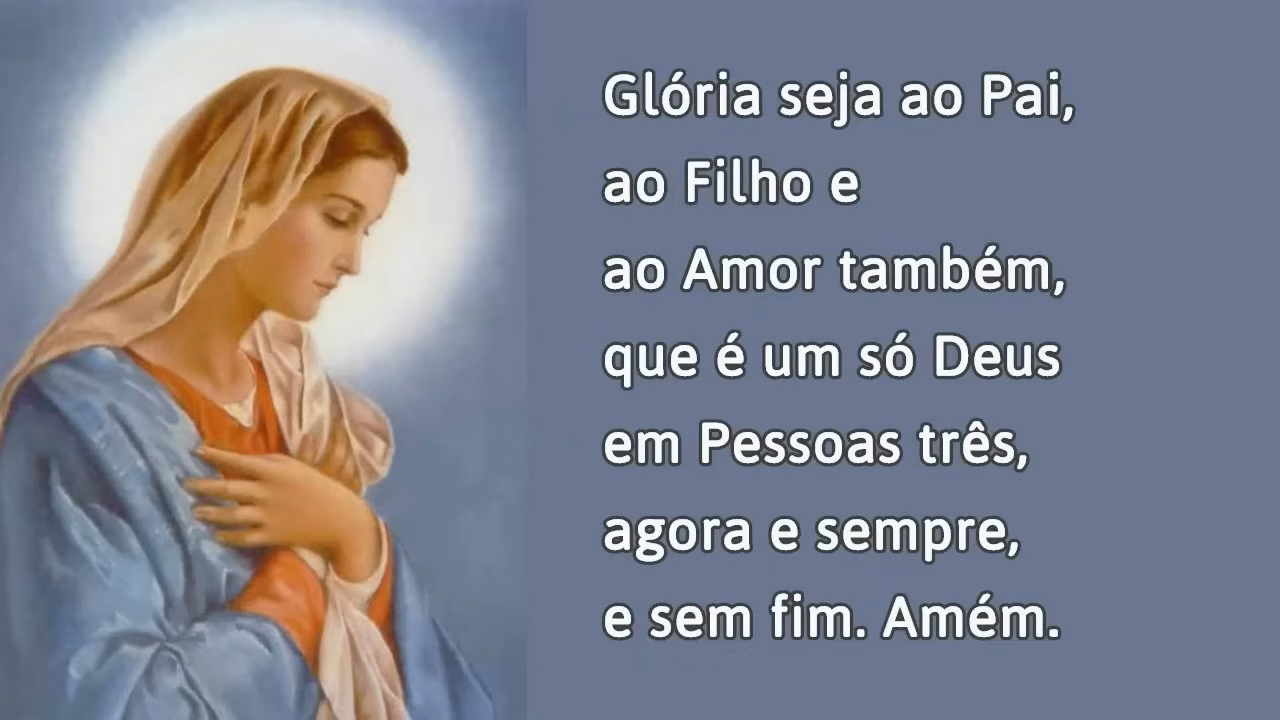 Glória seja ao Pai,
ao Filho e
ao Amor também,
que é um só Deus
em Pessoas três,
agora e sempre,
e sem fim. Amém.